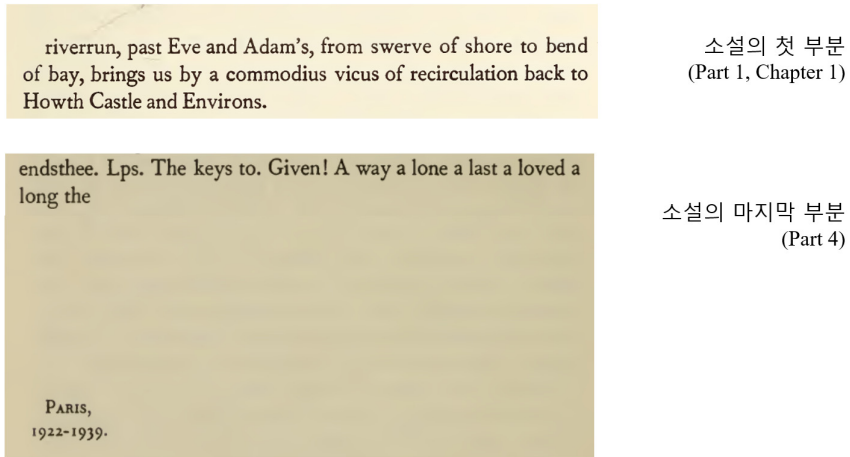 riverrun, past Eve and Adam's, from swerve of shore to bend
of bay, brings us by a commodius vicus of recirculation back to
Howth Castle and Environs.
소설의 첫 부분
(Part 1, Chapter 1)
endsthee. Lps. The keys to. Given! A way a lone a last a loved a
long the
소설의 마지막 부분
(Part 4)
PARIS,
1922-1939.